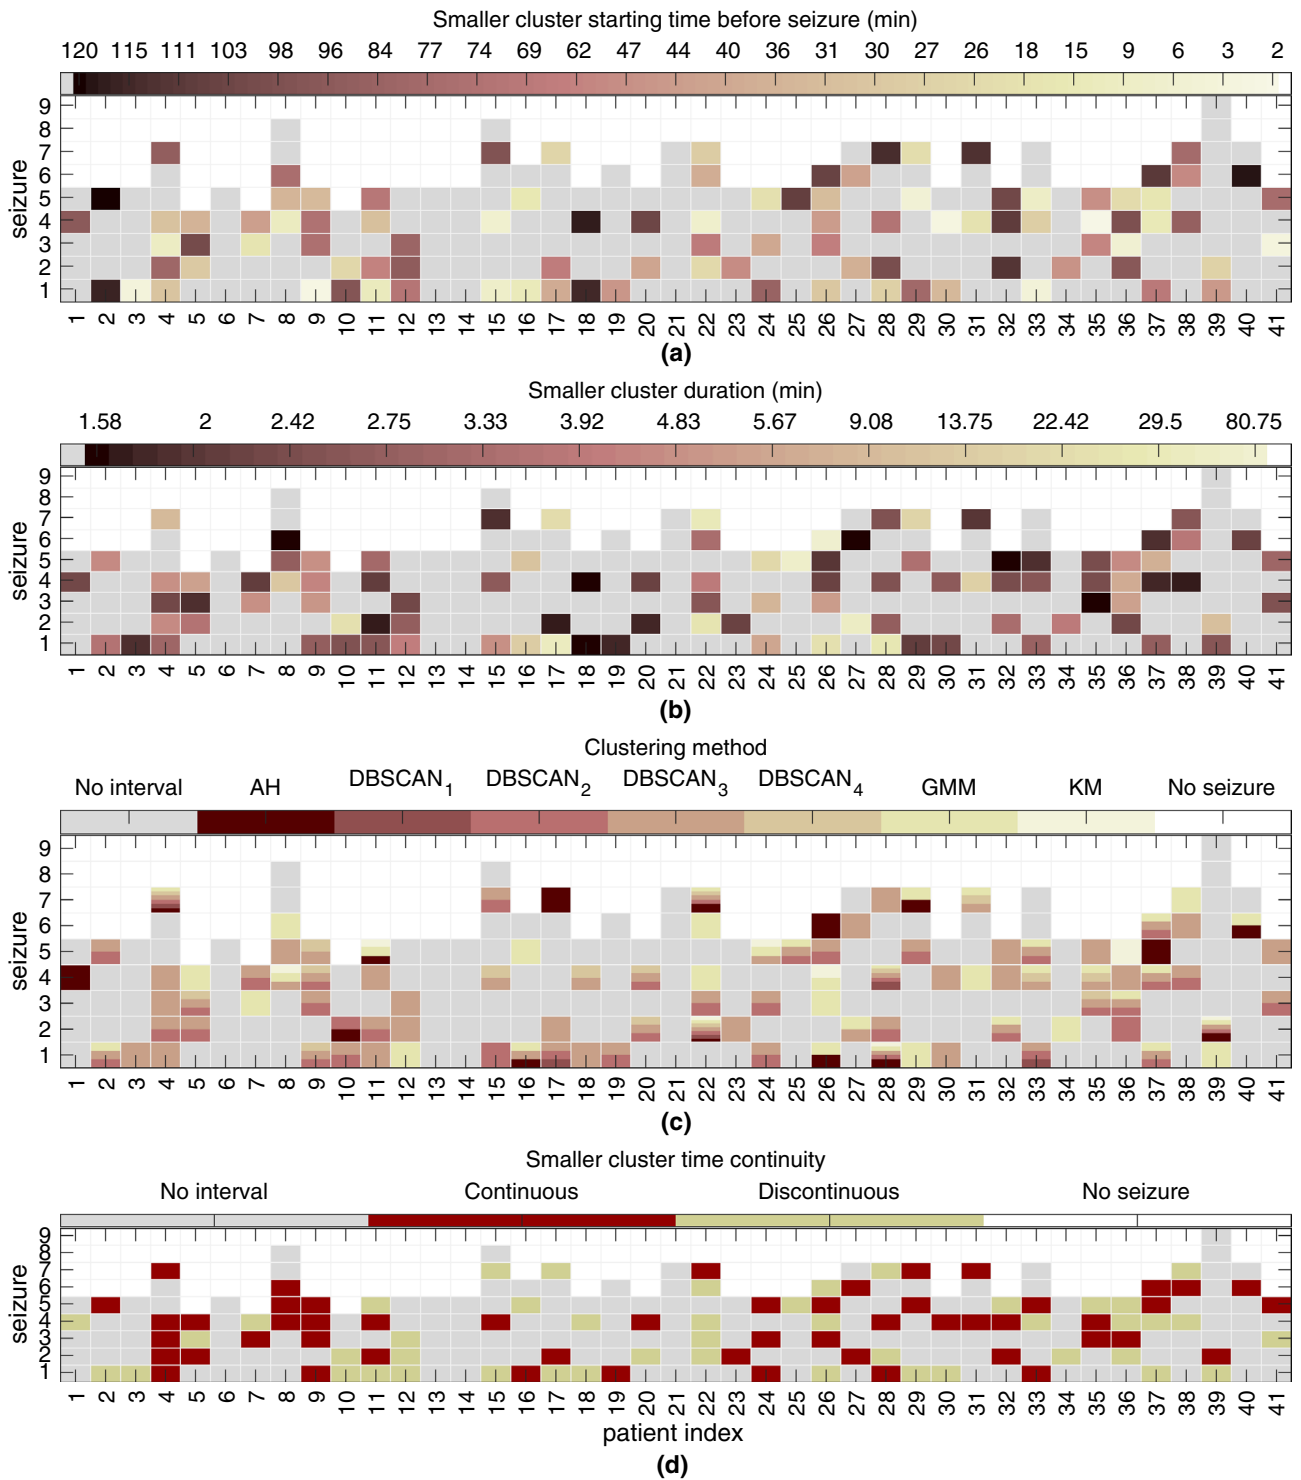 Smaller cluster starting time before seizure (min)
120 115 111 103 98 96 84 77 74 69 62 47 44 40 36 31 30 27 26 18 15 9 6 3 2
9
8
7
6
5
4
3
2
1
seizure
1 2 3 4 5 6 7 8 9 10 11 12 13 14 15 16 17 18 19 20 21 22 23 24 25 26 27 28 29 30 31 32 33 34 35 36 37 38 39 40 41
(a)
Smaller cluster duration (min)
1.58 2 2.42 2.75 3.33 3.92 4.83 5.67 9.08 13.75 22.42 29.5 80.75
9
8
7
6
5
4
3
2
1
seizure
1 2 3 4 5 6 7 8 9 10 11 12 13 14 15 16 17 18 19 20 21 22 23 24 25 26 27 28 29 30 31 32 33 34 35 36 37 38 39 40 41
(b)
Clustering method
No interval AH DBSCAN1 DBSCAN2 DBSCAN3 DBSCAN4 GMM KM No seizure
9
8
7
6
5
4
3
2
1
seizure
1 2 3 4 5 6 7 8 9 10 11 12 13 14 15 16 17 18 19 20 21 22 23 24 25 26 27 28 29 30 31 32 33 34 35 36 37 38 39 40 41
(c)
Smaller cluster time continuity
No interval Continuous Discontinuous No seizure
9
8
7
6
5
4
3
2
1
seizure
1 2 3 4 5 6 7 8 9 10 11 12 13 14 15 16 17 18 19 20 21 22 23 24 25 26 27 28 29 30 31 32 33 34 35 36 37 38 39 40 41
patient index
(d)